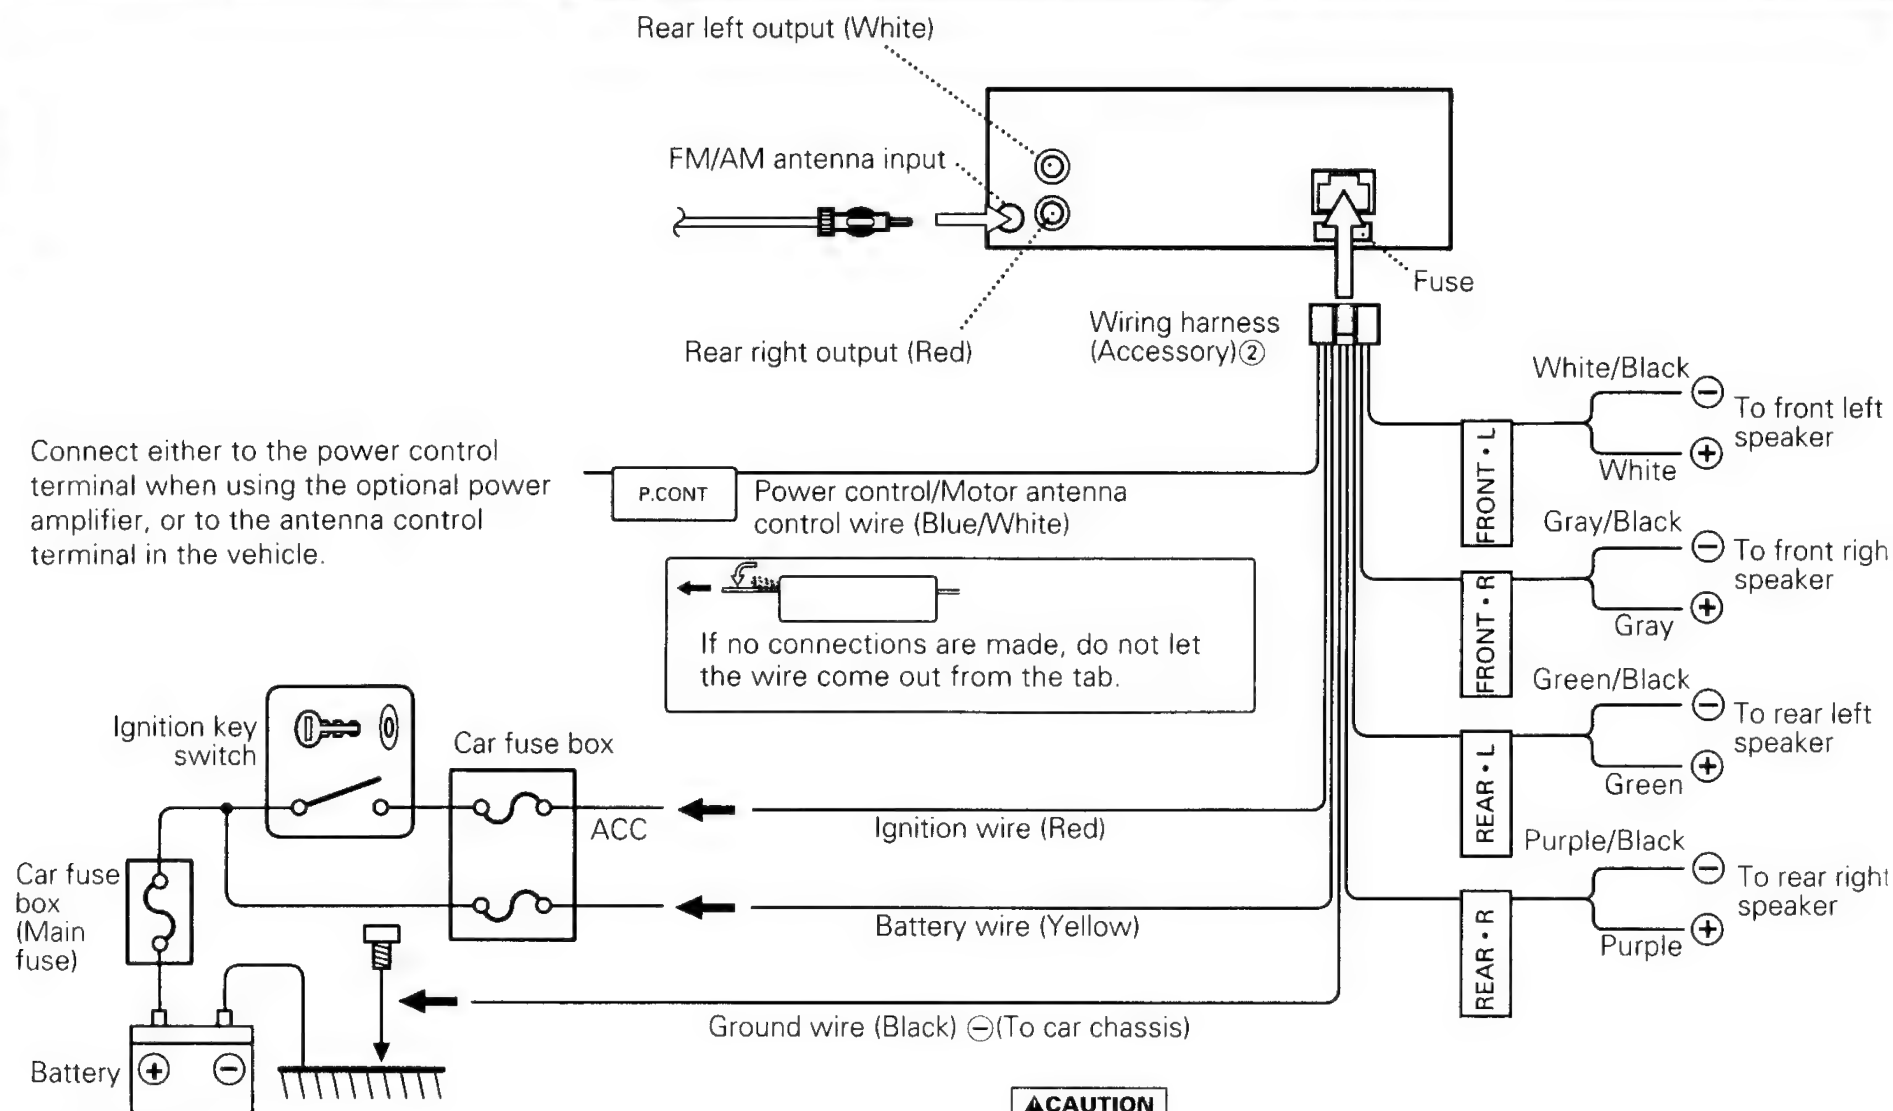 Rear left output (White)
FM/AM antenna input
Fuse
Wiring harness
(Accessory)②
Rear right output (Red)
White/Black
⊖
To front left
speaker
FRONT • L
⊕
White
Connect either to the power control
terminal when using the optional power
amplifier, or to the antenna control
terminal in the vehicle.
P.CONT
Power control/Motor antenna
control wire (Blue/White)
Gray/Black
⊖
To front righ
speaker
FRONT • R
⊕
Gray
If no connections are made, do not let
the wire come out from the tab.
Green/Black
⊖
To rear left
speaker
REAR • L
⊕
Green
Ignition key
switch
Car fuse box
ACC
Ignition wire (Red)
Purple/Black
⊖
To rear right
speaker
REAR • R
⊕
Purple
Car fuse
box
(Main
fuse)
Battery wire (Yellow)
Ground wire (Black) ⊖(To car chassis)
Battery
⊕ ⊖
▲CAUTION